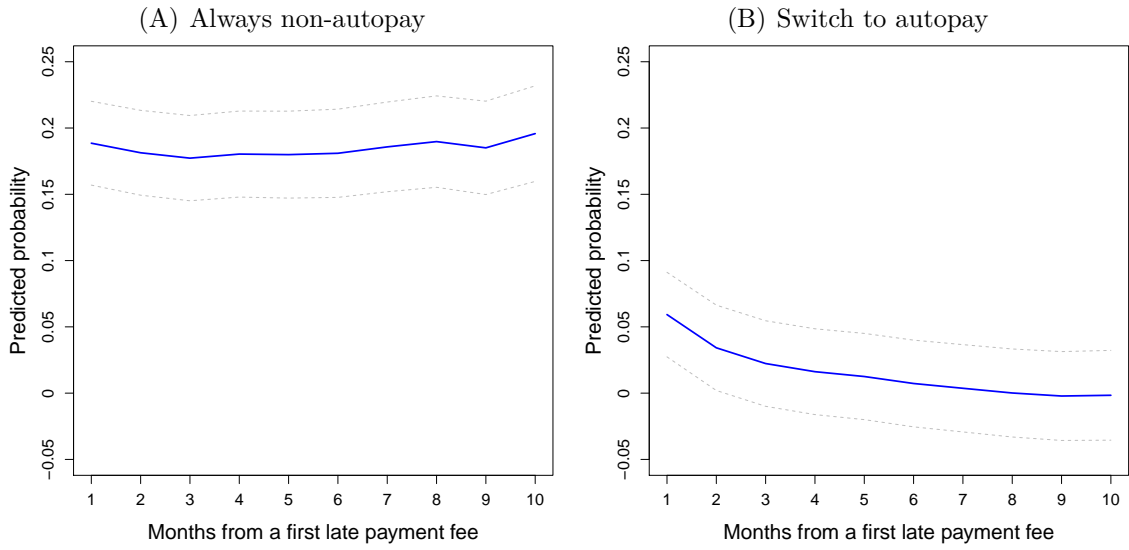 (A) Always non-autopay
Predicted probability
0.25
0.2
0.15
0.1
0.05
0
−0.05
1 2 3 4 5 6 7 8 9 10
Months from a first late payment fee
(B) Switch to autopay
Predicted probability
0.25
0.2
0.15
0.1
0.05
0
−0.05
1 2 3 4 5 6 7 8 9 10
Months from a first late payment fee